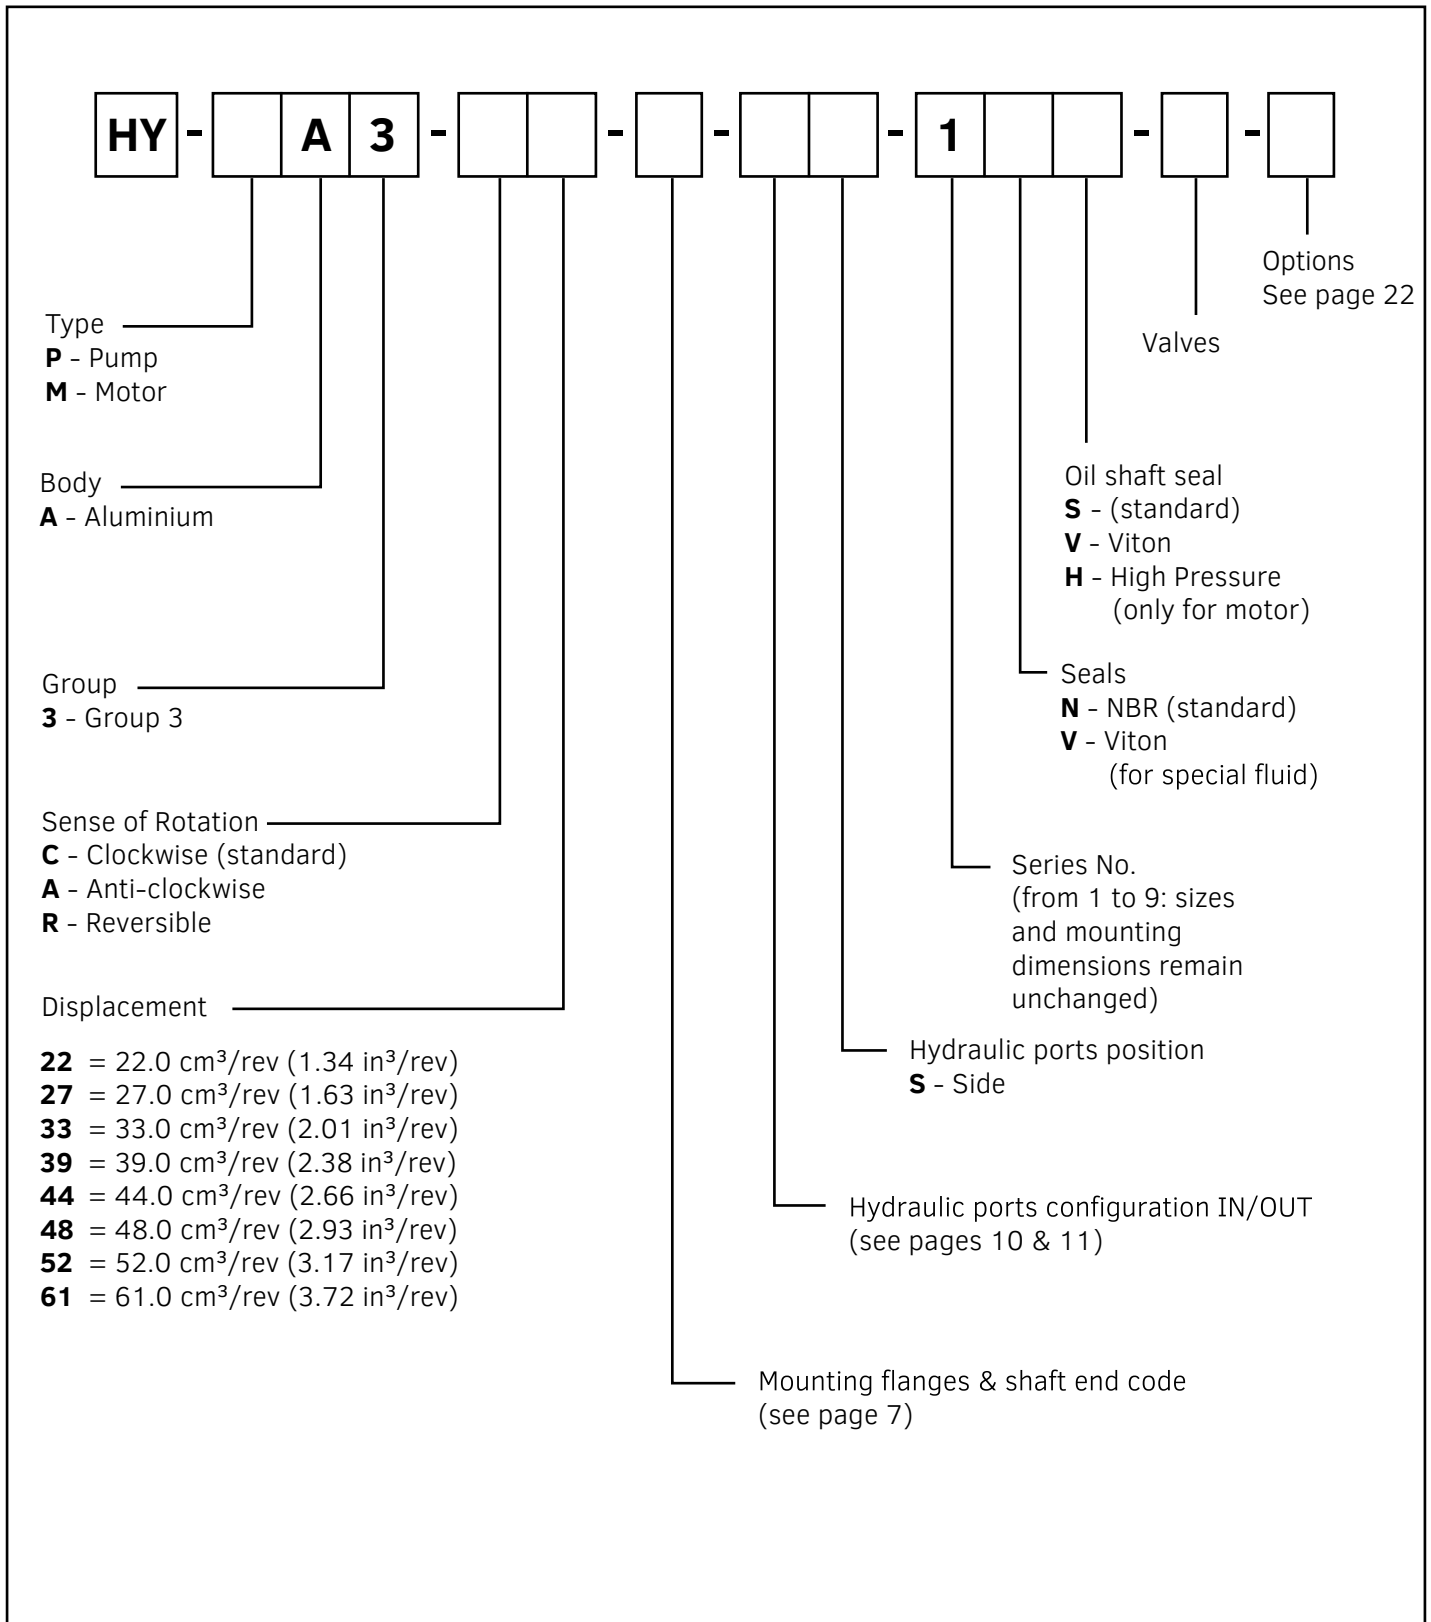 HY - A 3 - - - - 1 - -
Options
See page 22
Valves
Type
P - Pump
M - Motor
Body
A - Aluminium
Group
3 - Group 3
Sense of Rotation
C - Clockwise (standard)
A - Anti-clockwise
R - Reversible
Displacement
22 = 22.0 cm³/rev (1.34 in³/rev)
27 = 27.0 cm³/rev (1.63 in³/rev)
33 = 33.0 cm³/rev (2.01 in³/rev)
39 = 39.0 cm³/rev (2.38 in³/rev)
44 = 44.0 cm³/rev (2.66 in³/rev)
48 = 48.0 cm³/rev (2.93 in³/rev)
52 = 52.0 cm³/rev (3.17 in³/rev)
61 = 61.0 cm³/rev (3.72 in³/rev)
Oil shaft seal
S - (standard)
V - Viton
H - High Pressure
(only for motor)
Seals
N - NBR (standard)
V - Viton
(for special fluid)
Series No.
(from 1 to 9: sizes
and mounting
dimensions remain
unchanged)
Hydraulic ports position
S - Side
Hydraulic ports configuration IN/OUT
(see pages 10 & 11)
Mounting flanges & shaft end code
(see page 7)